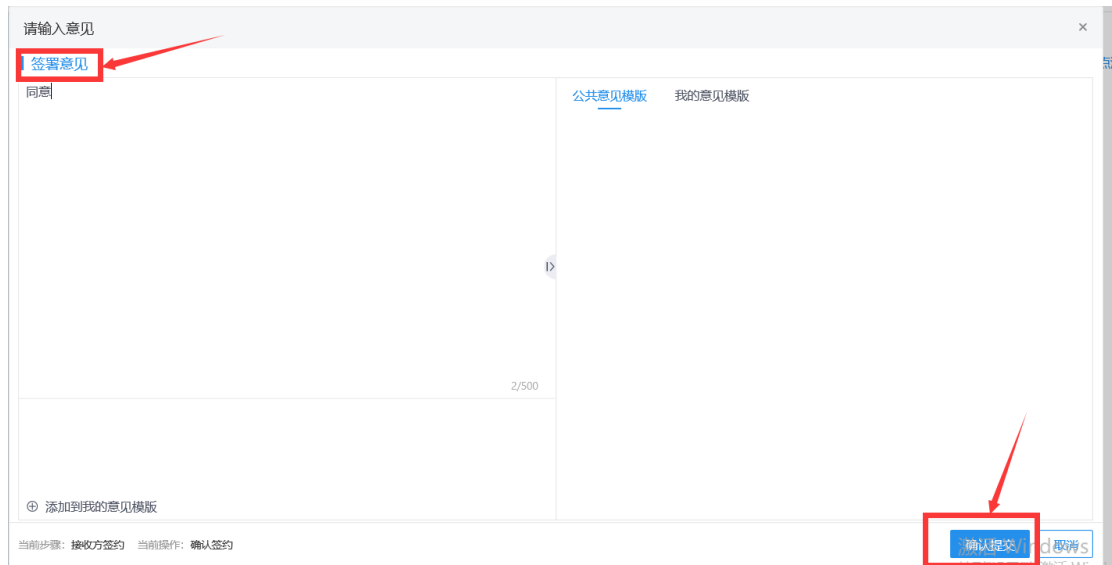 请输入意见
签署意见
同意
公共意见模版 我的意见模版
2/500
添加到我的意见模版
当前步骤：接收方签约 当前操作：确认签约
确认提交 取消
激活 Windows